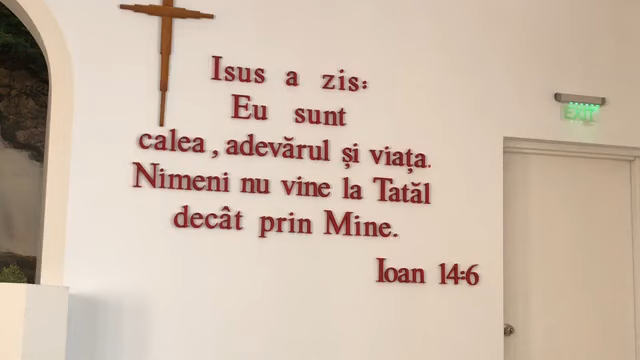 Isus a zis:
Eu sunt
calea, adevărul și viața.
Nimeni nu vine la Tatăl
decât prin Mine.
Ioan 14:6
EXIT